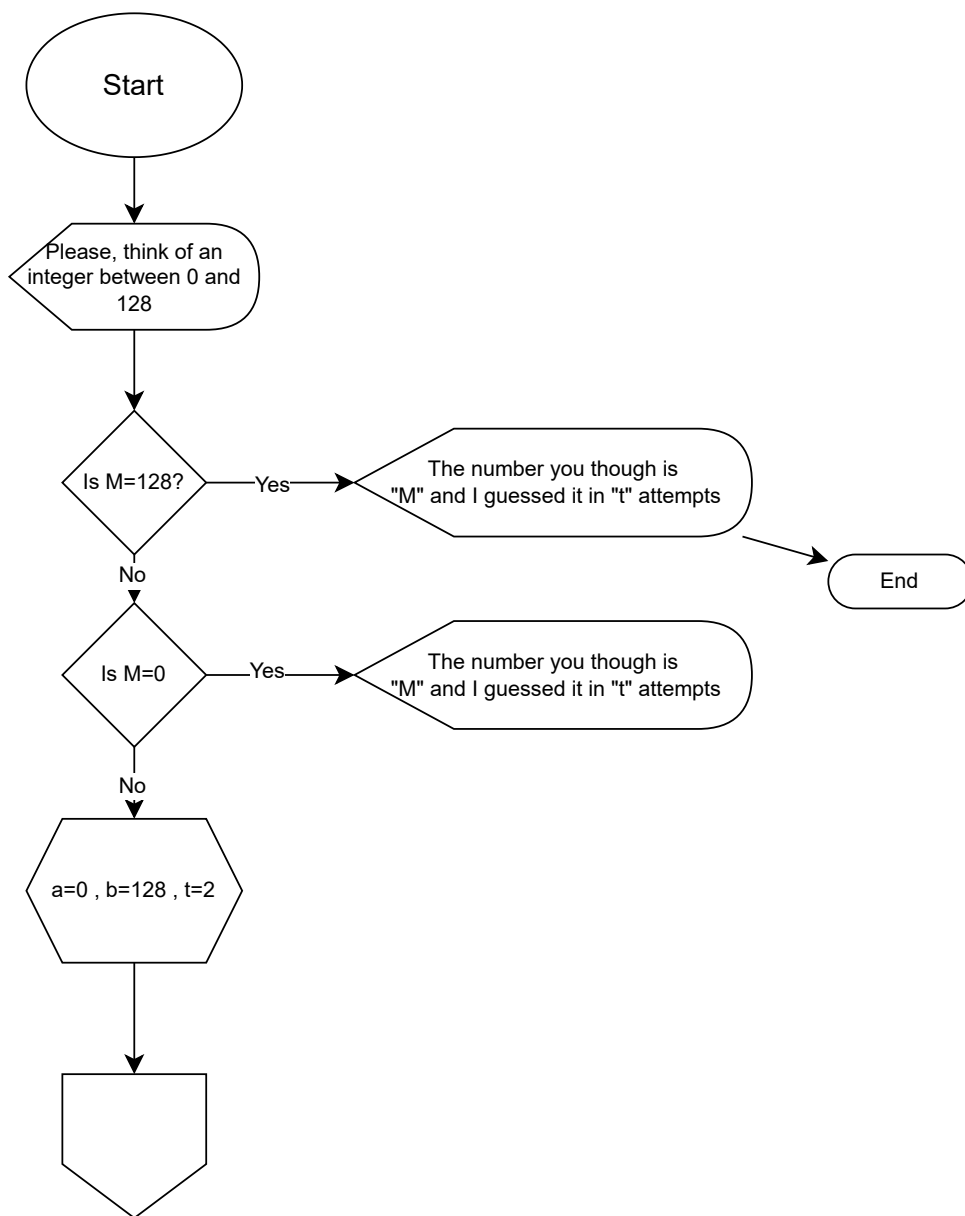 Start
Please, think of an
integer between 0 and
128
Is M=128?
Yes
The number you though is
"M" and I guessed it in "t" attempts
End
No
Is M=0
Yes
The number you though is
"M" and I guessed it in "t" attempts
No
a=0 , b=128 , t=2